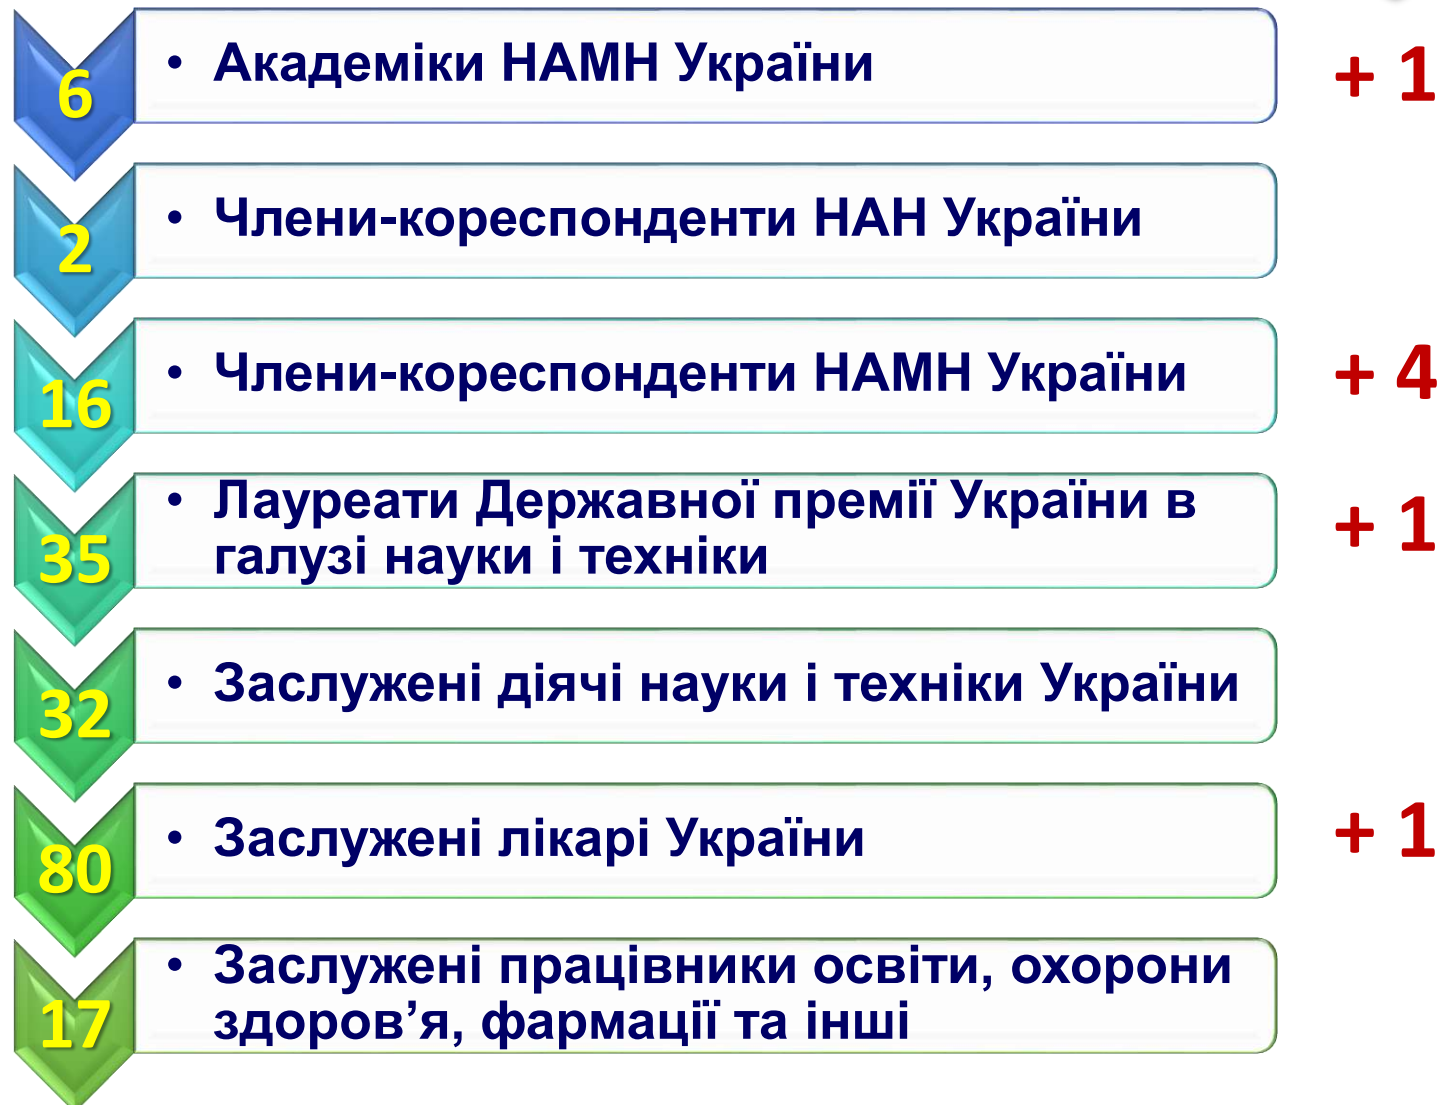 6
• Академіки НАМН України
+ 1
2
• Члени-кореспонденти НАН України
16
• Члени-кореспонденти НАМН України
+ 4
35
• Лауреати Державної премії України в
галузі науки і техніки
+ 1
32
• Заслужені діячі науки і техніки України
80
• Заслужені лікарі України
+ 1
17
• Заслужені працівники освіти, охорони
здоров’я, фармації та інші